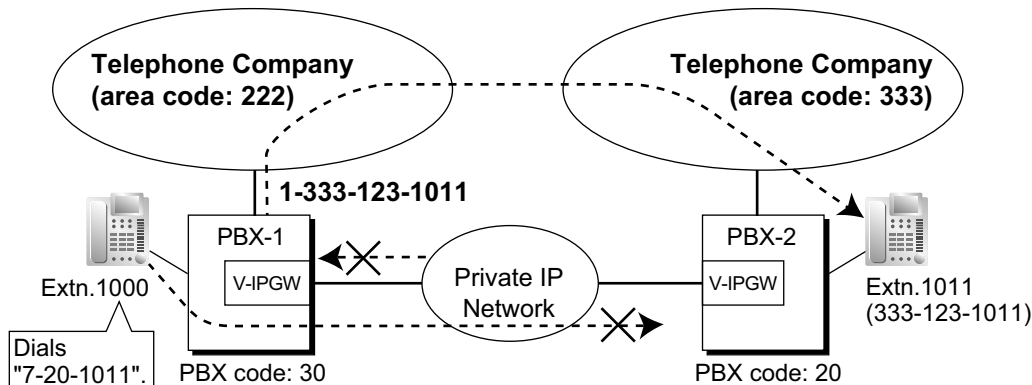 Telephone Company
(area code: 222)
Telephone Company
(area code: 333)
1-333-123-1011
PBX-1
V-IPGW
Private IP
Network
PBX-2
V-IPGW
Extn.1000
Extn.1011
(333-123-1011)
Dials
"7-20-1011".
PBX code: 30
PBX code: 20